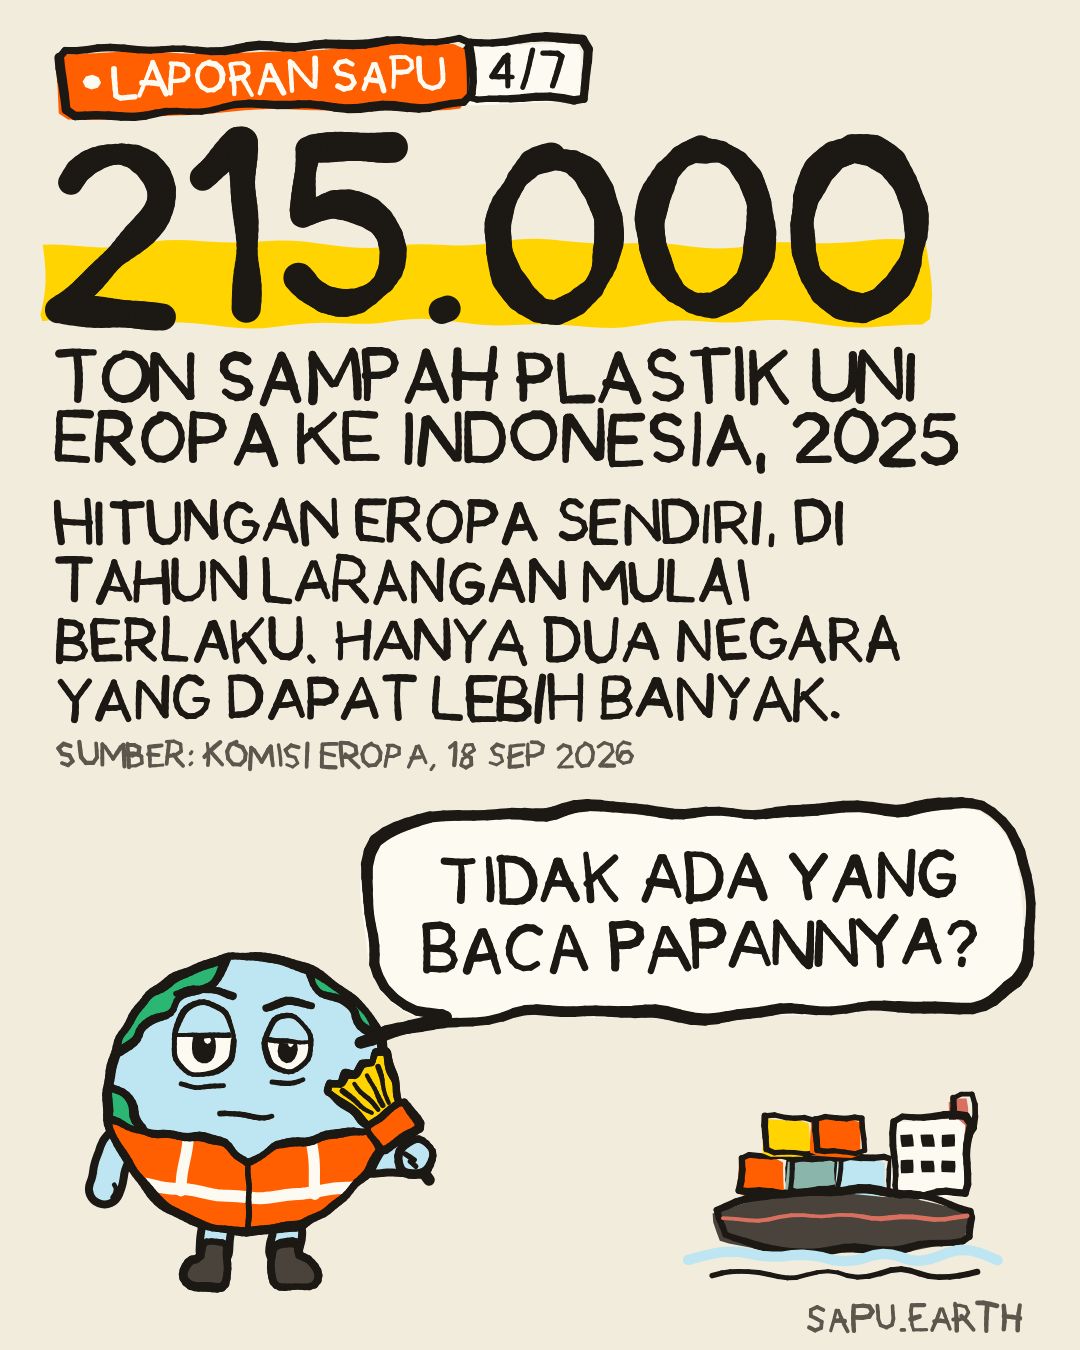 • LAPORAN SAPU 4/7
215.000
TON SAMPAH PLASTIK UNI
EROPA KE INDONESIA, 2025
HITUNGAN EROPA SENDIRI, DI
TAHUN LARANGAN MULAI
BERLAKU. HANYA DUA NEGARA
YANG DAPAT LEBIH BANYAK.
SUMBER: KOMISI EROPA, 18 SEP 2026
TIDAK ADA YANG
BACA PAPANNYA?
SAPU.EARTH